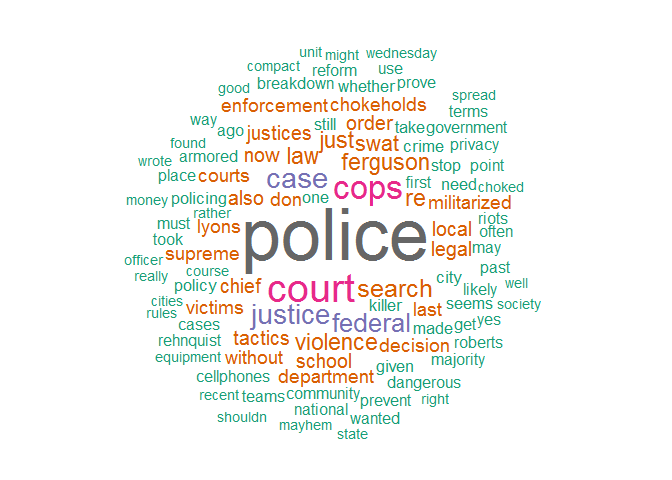 unit might wednesday
compact reform use
good breakdown whether prove
enforcement chokeholds spread
way still order terms
ago justices just swat take government
found now law crime privacy
wrote armored ferguson stop point
place courts case cops first need choked
money policing also don one re militarized
rather riots
must lyons police local often
took legal may
officer supreme past
really course city
policy chief court search likely well
cities killer seems society
rules victims justice federal last
cases made get yes
rehnquist tactics violence decision roberts
equipment without school majority
cellphones department given dangerous
recent teams community prevent right
national
shouldn wanted
mayhem
state